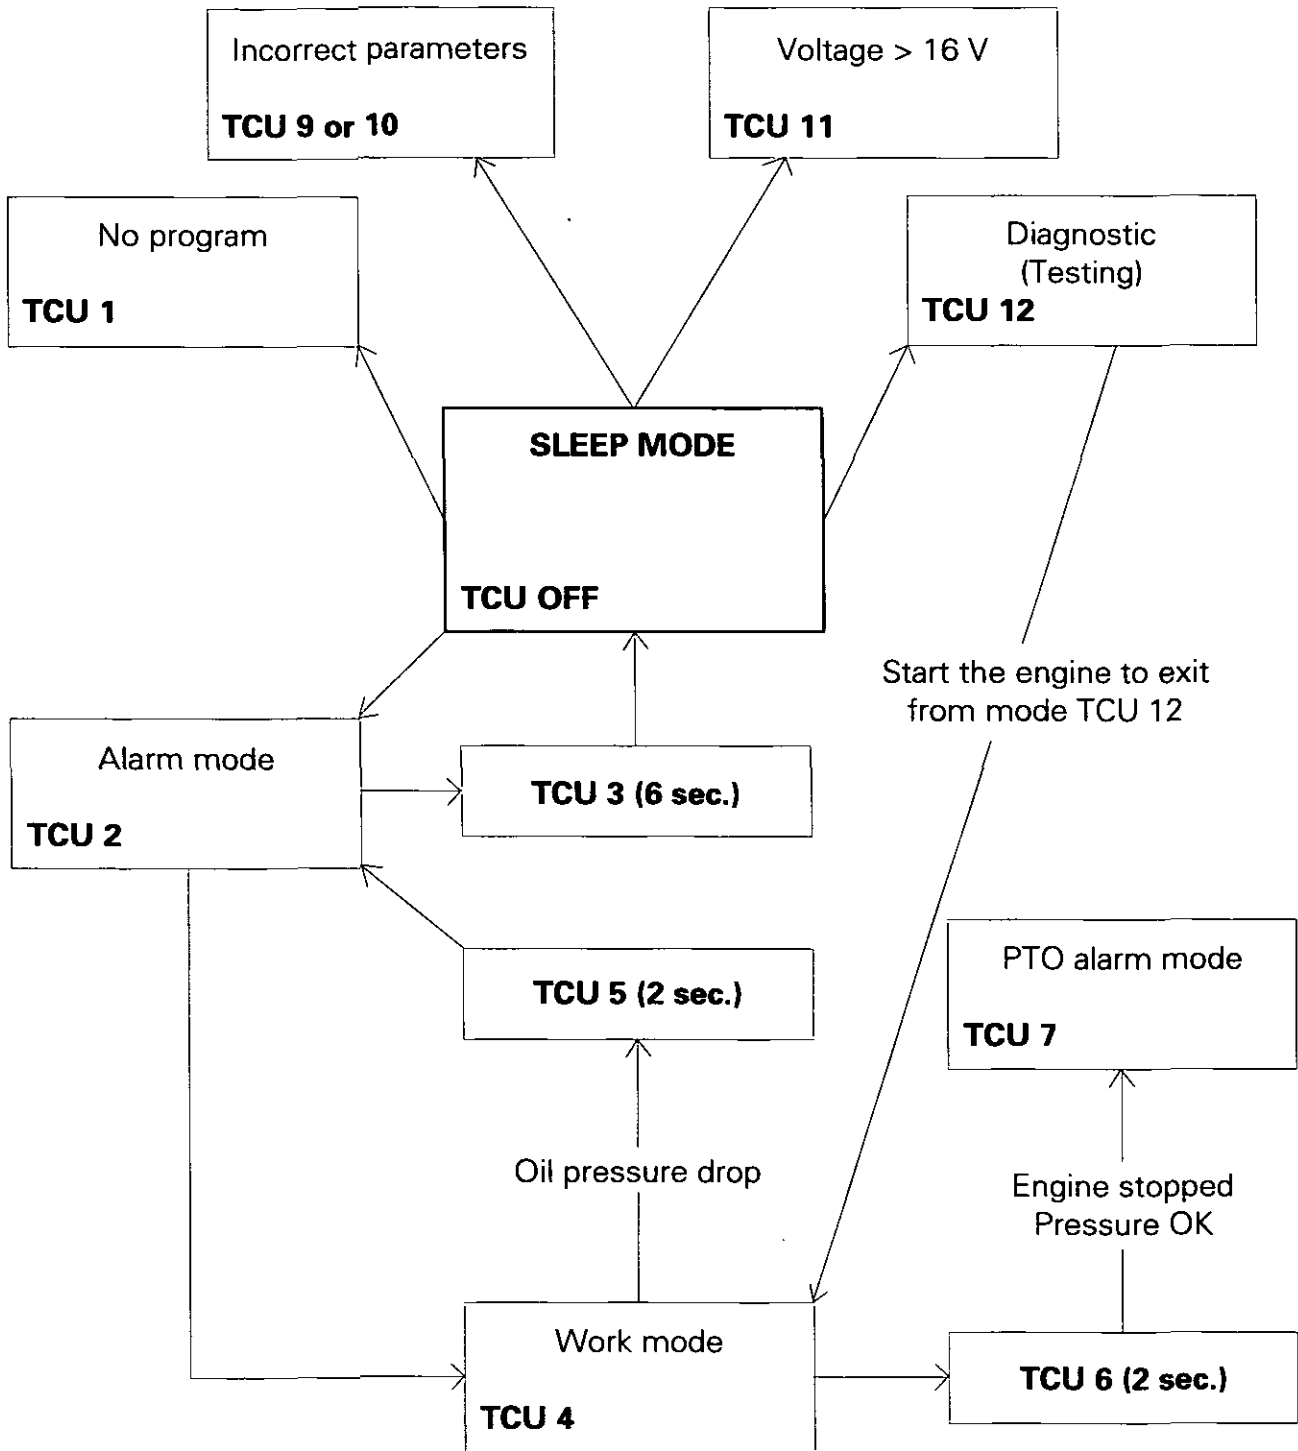 Incorrect parameters
TCU 9 or 10
Voltage > 16 V
TCU 11
No program
TCU 1
Diagnostic
(Testing)
TCU 12
SLEEP MODE
TCU OFF
Start the engine to exit
from mode TCU 12
Alarm mode
TCU 2
TCU 3 (6 sec.)
TCU 5 (2 sec.)
PTO alarm mode
TCU 7
Oil pressure drop
Engine stopped
Pressure OK
Work mode
TCU 4
TCU 6 (2 sec.)